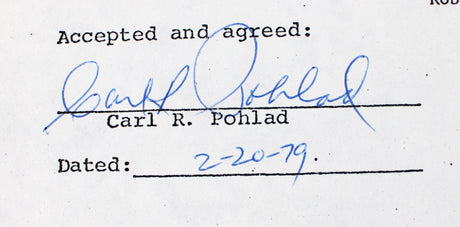 Accepted and agreed:
Carl R Pohlad
Carl R. Pohlad
Dated: 2-20-79.